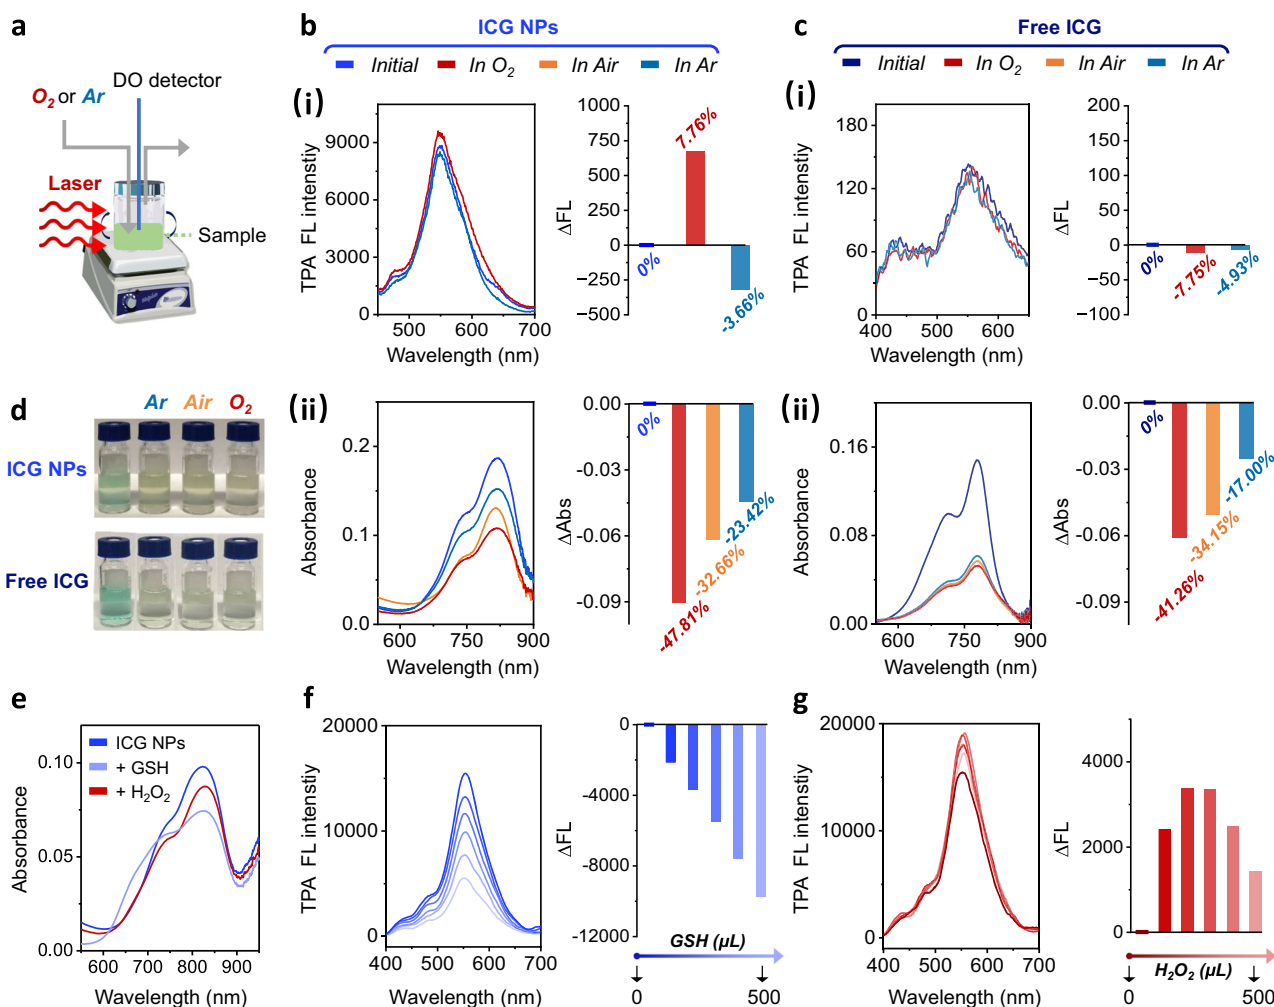 a
O2 or Ar
DO detector
Laser
Sample
b
ICG NPs
Initial In O2 In Air In Ar
(i)
TPA FL intenstiy
9000
6000
3000
0
500 600 700
Wavelength (nm)
ΔFL
1000
750
500
250
0
−250
−500
0%
7.76%
-3.66%
c
Free ICG
Initial In O2 In Air In Ar
(i)
TPA FL intenstiy
180
120
60
0
400 500 600
Wavelength (nm)
ΔFL
200
150
100
50
0
−50
−100
0%
-7.75%
-4.93%
d
Ar Air O2
ICG NPs
Free ICG
(ii)
Absorbance
0.2
0.1
0.0
600 750 900
Wavelength (nm)
ΔAbs
0.00
-0.03
-0.06
-0.09
0%
-47.81%
-32.66%
-23.42%
(ii)
Absorbance
0.16
0.08
0.00
600 750 900
Wavelength (nm)
ΔAbs
0.00
-0.03
-0.06
-0.09
0%
-41.26%
-34.15%
-17.00%
e
ICG NPs
+ GSH
+ H2O2
Absorbance
0.10
0.05
0.00
600 700 800 900
Wavelength (nm)
f
TPA FL intenstiy
20000
10000
0
400 500 600 700
Wavelength (nm)
ΔFL
0
-4000
-8000
-12000
GSH (μL)
0 500
g
TPA FL intenstiy
20000
10000
0
400 500 600 700
Wavelength (nm)
ΔFL
4000
2000
0
H2O2 (μL)
0 500